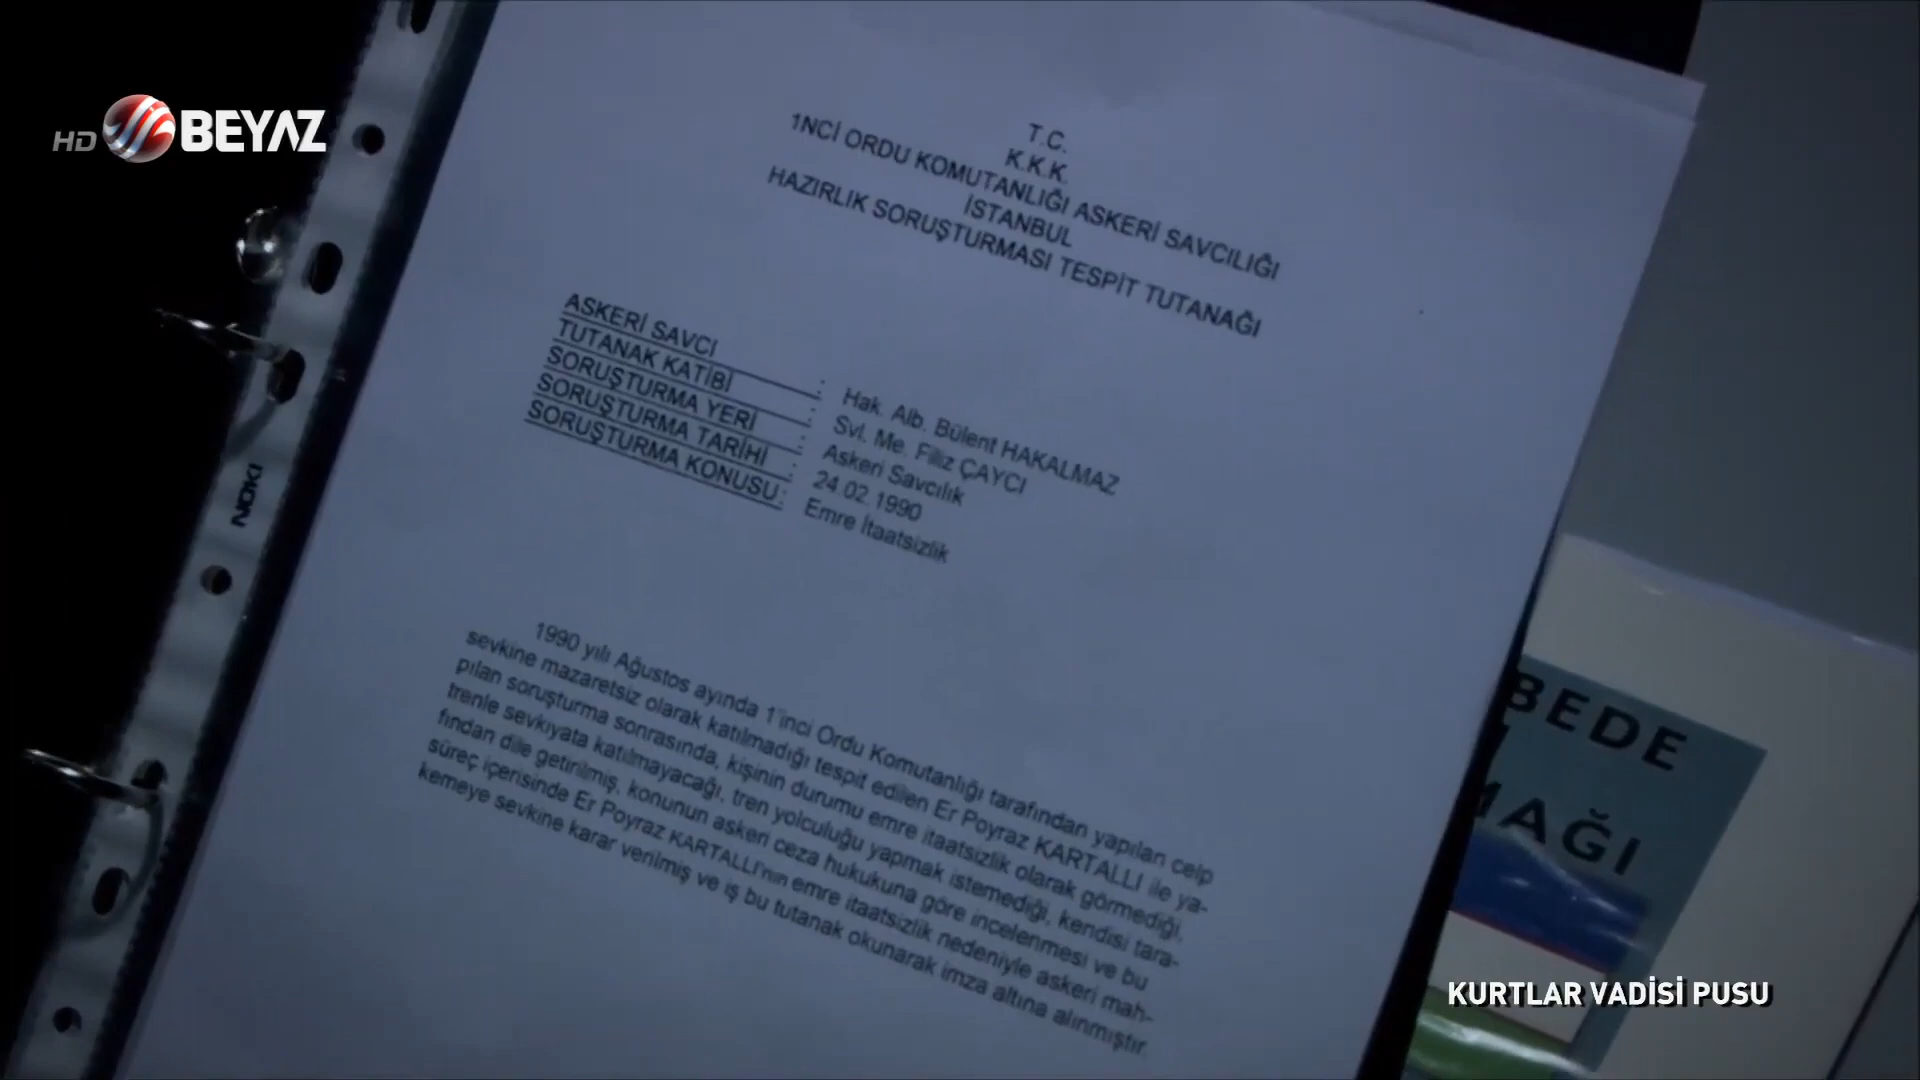 HD BEYAZ
T.C.
K.K.K.
1NCİ ORDU KOMUTANLIĞI ASKERİ SAVCILIĞI
İSTANBUL
HAZIRLIK SORUŞTURMASI TESPİT TUTANAĞI
ASKERİ SAVCI : Hak. Alb. Bülent HAKALMAZ
TUTANAK KATİBİ : Svl. Me. Filiz ÇAYCI
SORUŞTURMA YERİ : Askeri Savcılık
SORUŞTURMA TARİHİ : 24.02.1990
SORUŞTURMA KONUSU: Emre İtaatsizlik
1990 yılı Ağustos ayında 1'inci Ordu Komutanlığı tarafından yapılan celp
sevkine mazaretsiz olarak katılmadığı tespit edilen Er Poyraz KARTALLI ile ya-
pılan soruşturma sonrasında, kişinin durumu emre itaatsizlik olarak görmediği,
trenle sevkiyata katılmayacağı, tren yolculuğu yapmak istemediği, kendisi tara-
fından dile getirilmiş, konunun askeri ceza hukukuna göre incelenmesi ve bu
süreç içerisinde Er Poyraz KARTALLI'nın emre itaatsizlik nedeniyle askeri mah-
kemeye sevkine karar verilmiş ve iş bu tutanak okunarak imza altına alınmıştır.
NOKI
BEDE
MAĞI
KURTLAR VADİSİ PUSU